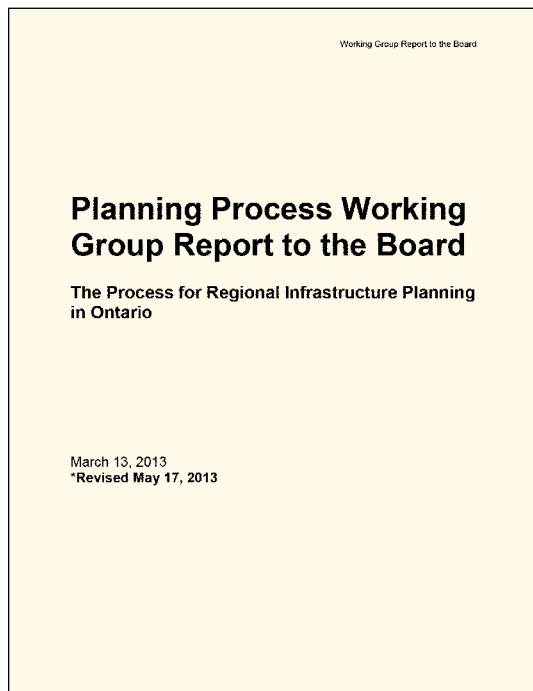 Working Group Report to the Board
Planning Process Working
Group Report to the Board
The Process for Regional Infrastructure Planning
in Ontario
March 13, 2013
*Revised May 17, 2013